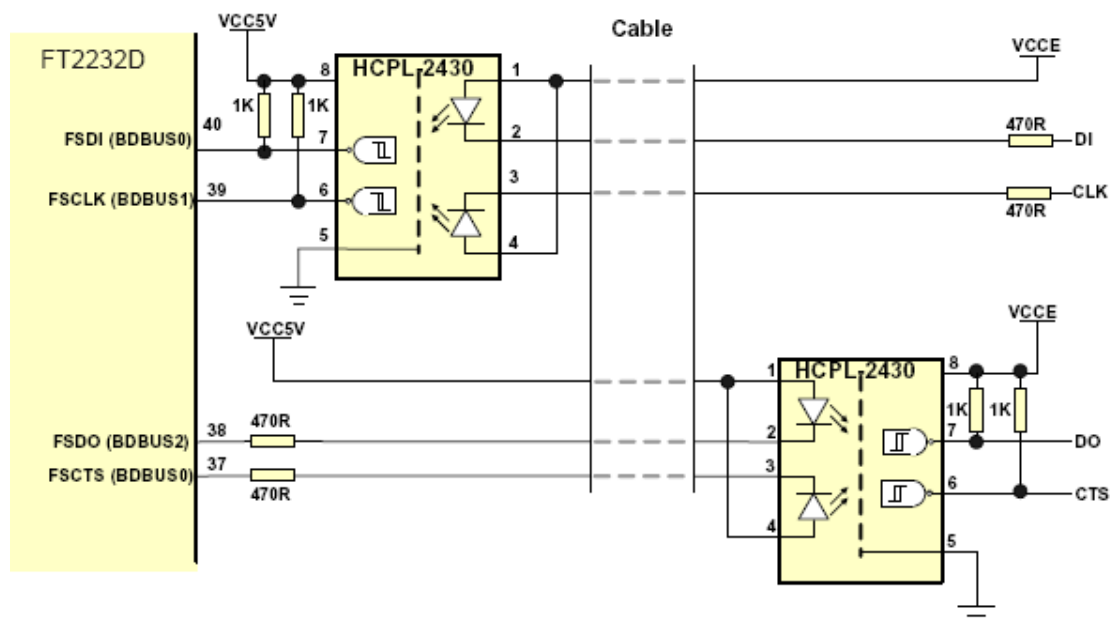 VCC5V
Cable
FT2232D
VCCE
8
HCPL-2430
1
1K
1K
40
470R
7
2
DI
FSDI (BDBUS0)
3
39
6
CLK
FSCLK (BDBUS1)
470R
5
4
VCC5V
VCCE
1
HCPL-2430
8
470R
1K
1K
38
2
7
DO
FSDO (BDBUS2)
37
3
FSCTS (BDBUS0)
6
470R
CTS
4
5